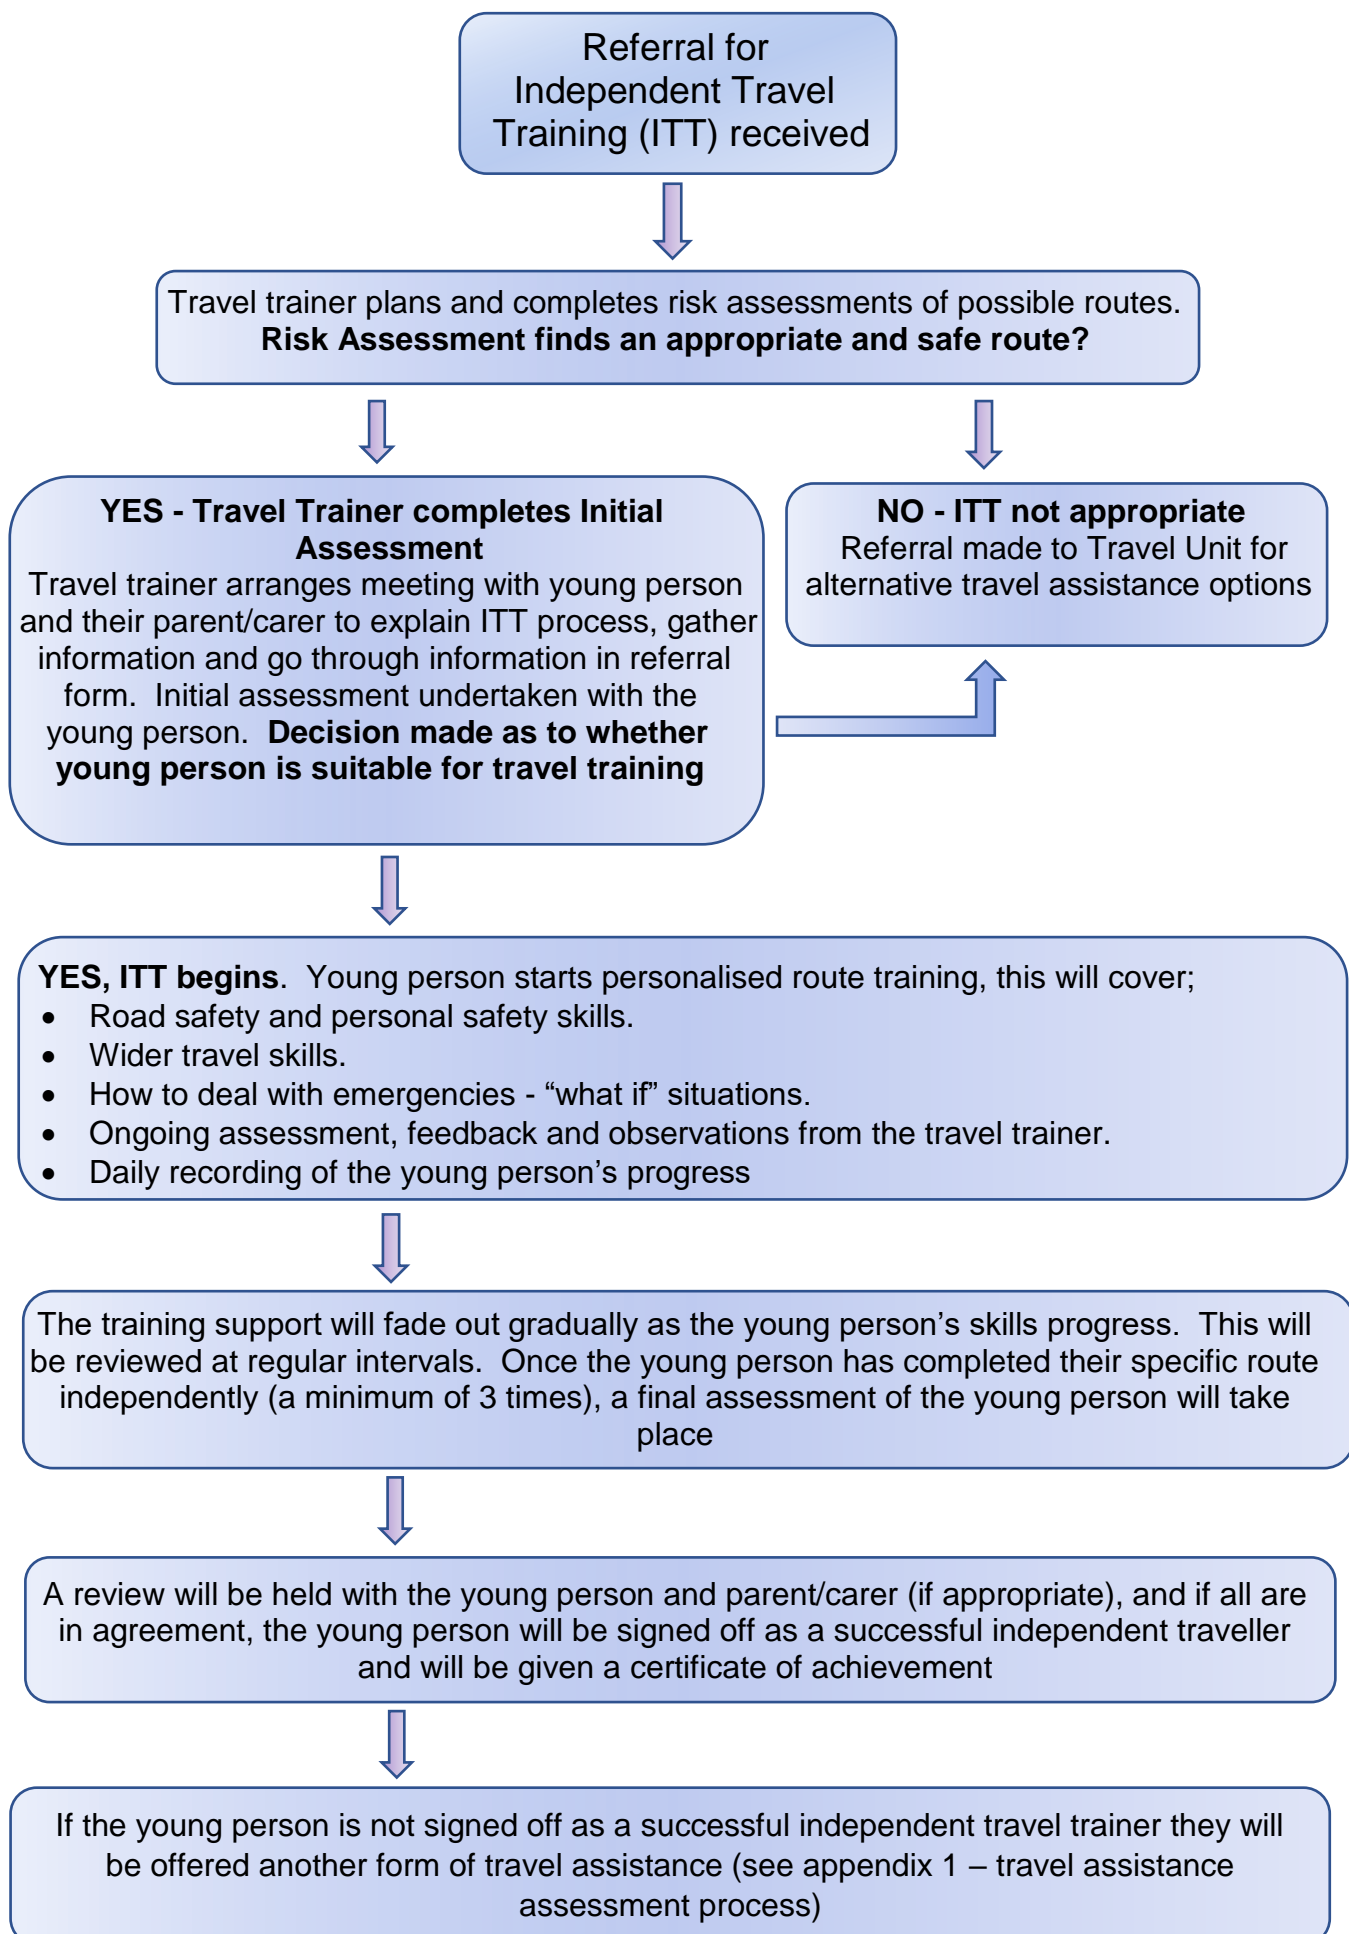 Referral for
Independent Travel
Training (ITT) received
Travel trainer plans and completes risk assessments of possible routes.
Risk Assessment finds an appropriate and safe route?
YES - Travel Trainer completes Initial
Assessment
Travel trainer arranges meeting with young person
and their parent/carer to explain ITT process, gather
information and go through information in referral
form.  Initial assessment undertaken with the
young person.  Decision made as to whether
young person is suitable for travel training
NO - ITT not appropriate
Referral made to Travel Unit for
alternative travel assistance options
YES, ITT begins.  Young person starts personalised route training, this will cover;
• Road safety and personal safety skills.
• Wider travel skills.
• How to deal with emergencies - “what if” situations.
• Ongoing assessment, feedback and observations from the travel trainer.
• Daily recording of the young person’s progress
The training support will fade out gradually as the young person’s skills progress.  This will
be reviewed at regular intervals.  Once the young person has completed their specific route
independently (a minimum of 3 times), a final assessment of the young person will take
place
A review will be held with the young person and parent/carer (if appropriate), and if all are
in agreement, the young person will be signed off as a successful independent traveller
and will be given a certificate of achievement
If the young person is not signed off as a successful independent travel trainer they will
be offered another form of travel assistance (see appendix 1 – travel assistance
assessment process)